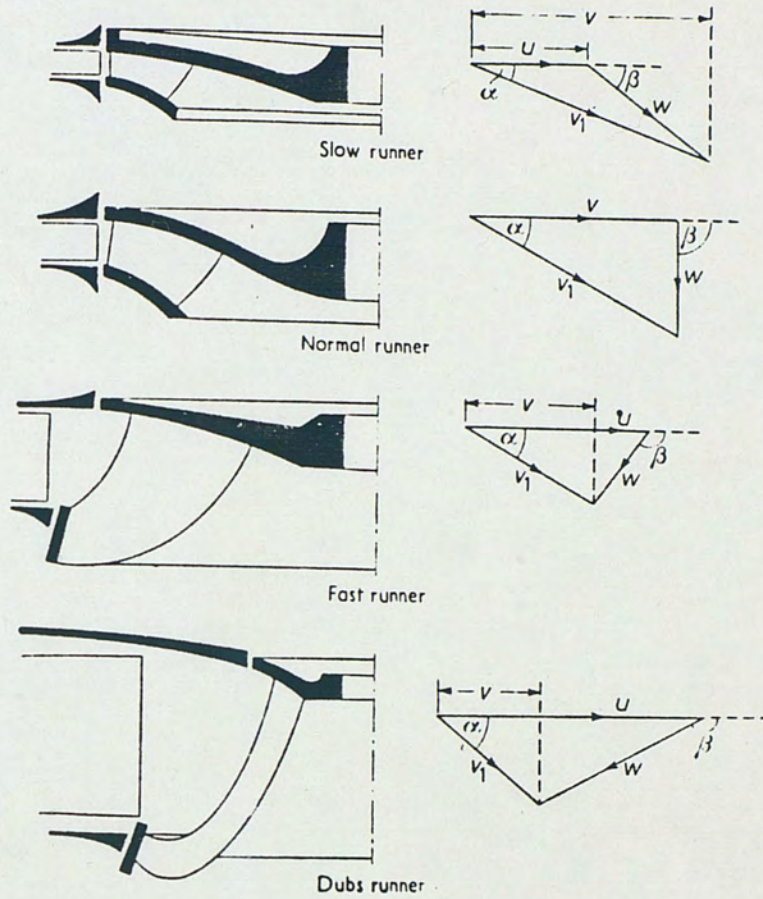 V
u
α
β
w
v₁
Slow runner
V
α
β
w
v₁
Normal runner
V
u
α
β
w
v₁
Fast runner
V
u
α
β
w
v₁
Dubs runner